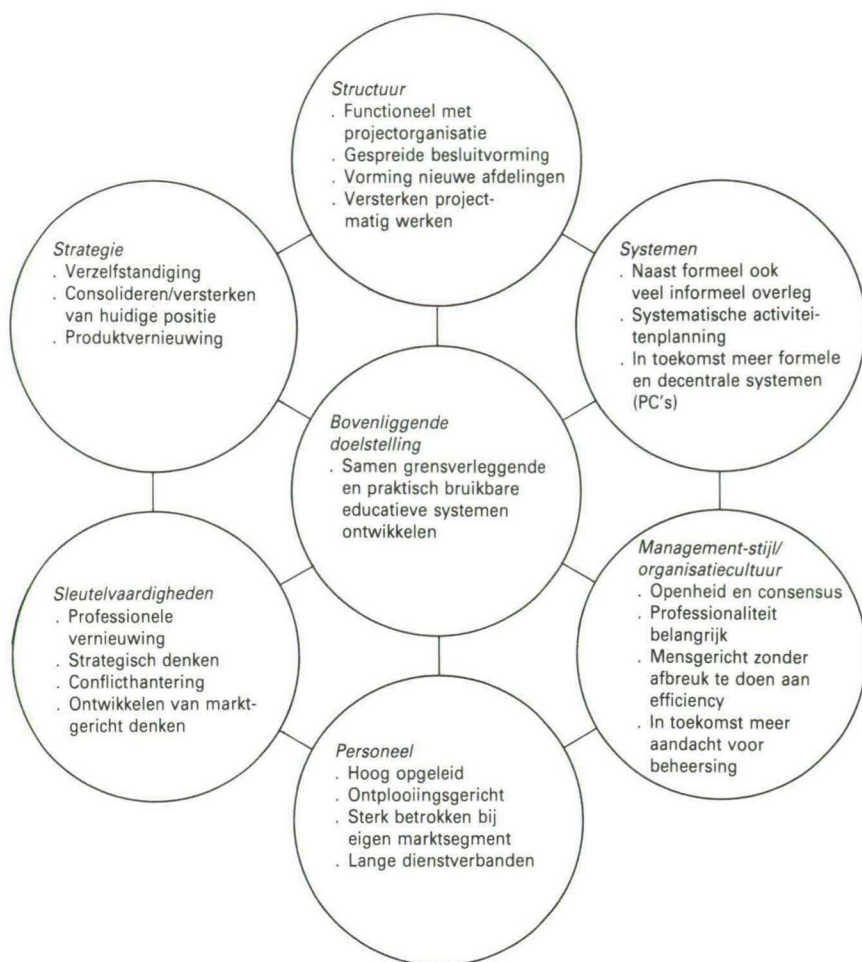 Structuur
. Functioneel met
projectorganisatie
. Gespreide besluitvorming
. Vorming nieuwe afdelingen
. Versterken project-
matig werken
Strategie
. Verzelfstandiging
. Consolideren/versterken
van huidige positie
. Produktvernieuwing
Systemen
. Naast formeel ook
veel informeel overleg
. Systematische activitei-
tenplanning
. In toekomst meer formele
en decentrale systemen
(PC's)
Bovenliggende
doelstelling
. Samen grensverleggende
en praktisch bruikbare
educatieve systemen
ontwikkelen
Sleutelvaardigheden
. Professionele
vernieuwing
. Strategisch denken
. Conflicthantering
. Ontwikkelen van markt-
gericht denken
Management-stijl/
organisatiecultuur
. Openheid en consensus
. Professionaliteit
belangrijk
. Mensgericht zonder
afbreuk te doen aan
efficiency
. In toekomst meer
aandacht voor
beheersing
Personeel
. Hoog opgeleid
. Ontplooiingsgericht
. Sterk betrokken bij
eigen marktsegment
. Lange dienstverbanden